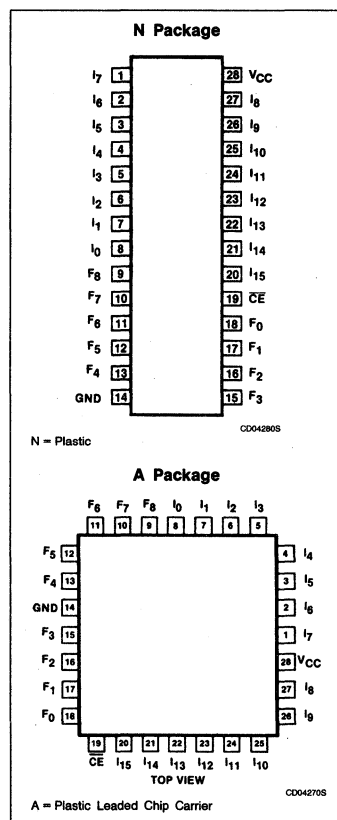 N Package
I7 1 28 VCC
I6 2 27 I8
I5 3 26 I9
I4 4 25 I10
I3 5 24 I11
I2 6 23 I12
I1 7 22 I13
I0 8 21 I14
F8 9 20 I15
F7 10 19 CE
F6 11 18 F0
F5 12 17 F1
F4 13 16 F2
GND 14 15 F3
CD04280S
N = Plastic
A Package
F6 F7 F8 I0 I1 I2 I3
11 10 9 8 7 6 5
F5 12 4 I4
F4 13 3 I5
GND 14 2 I6
F3 15 1 I7
F2 16 28 VCC
F1 17 27 I8
F0 18 26 I9
19 20 21 22 23 24 25
CE I15 I14 I13 I12 I11 I10
TOP VIEW
CD04270S
A = Plastic Leaded Chip Carrier